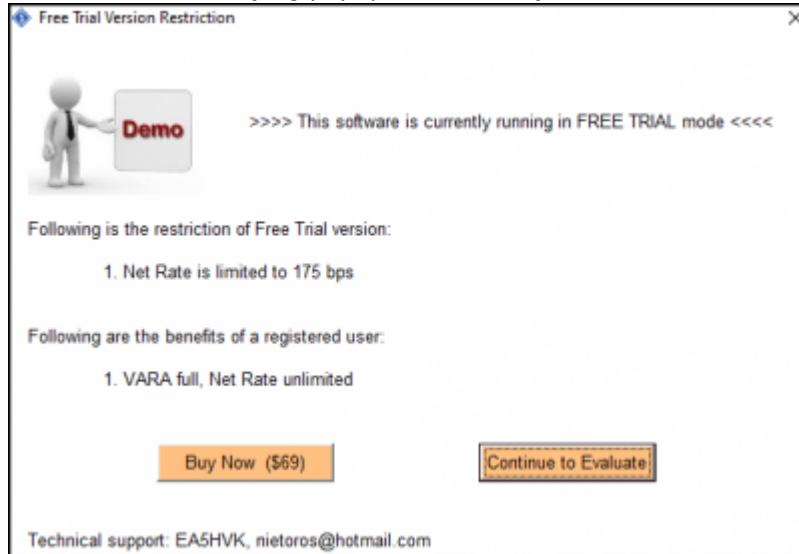 Free Trial Version Restriction
Demo
>>>> This software is currently running in FREE TRIAL mode <<<<
Following is the restriction of Free Trial version:
1. Net Rate is limited to 175 bps
Following are the benefits of a registered user:
1. VARA full, Net Rate unlimited
Buy Now ($69)
Continue to Evaluate
Technical support: EA5HVK, nietoros@hotmail.com